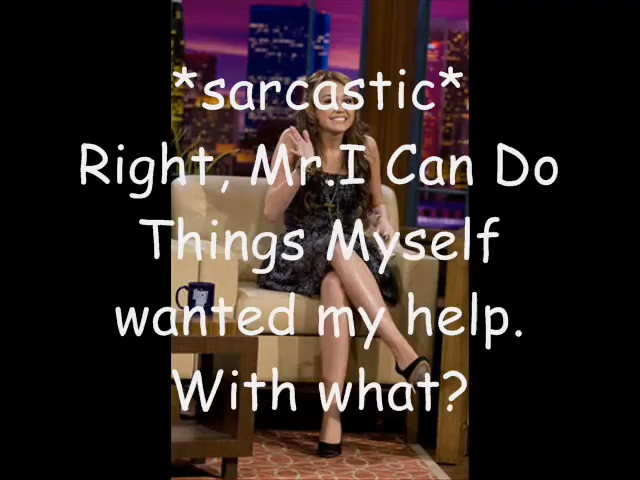 *sarcastic*
Right, Mr.I Can Do
Things Myself
wanted my help.
With what?